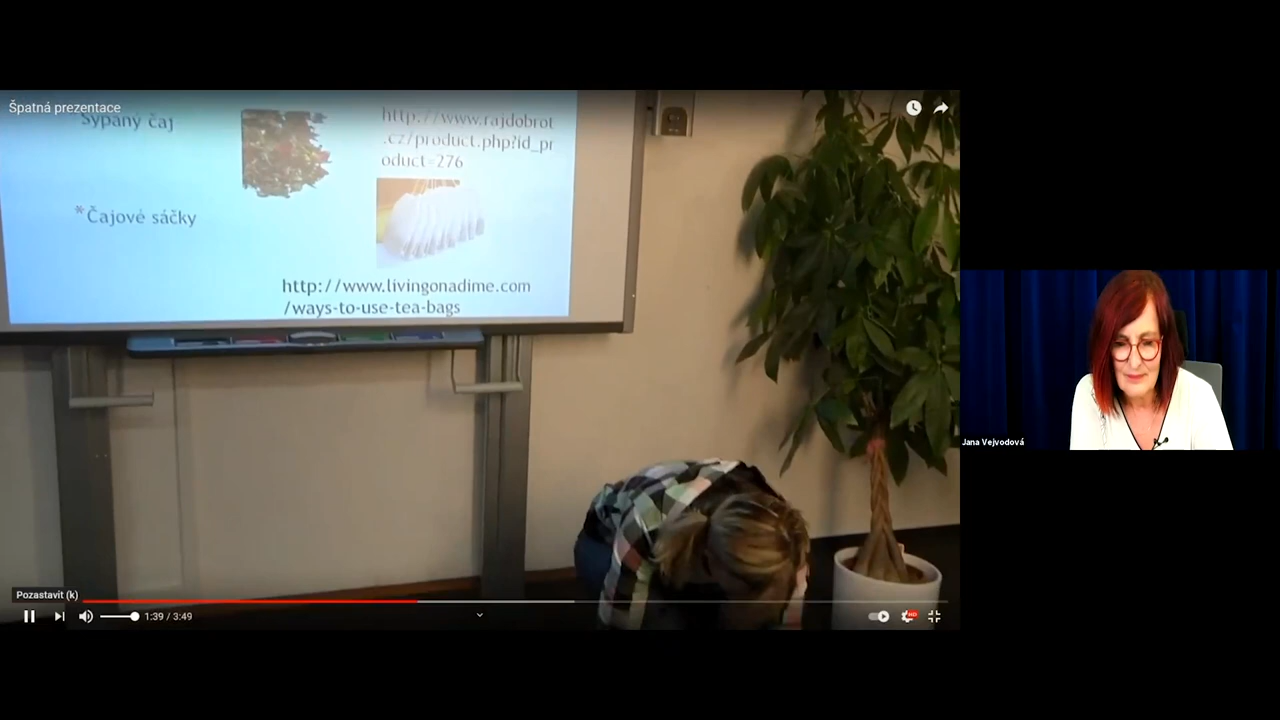 Špatná prezentace
Sypaný čaj
http://www.rajdobrot
.cz/product.php?id_pr
oduct=276
*Čajové sáčky
http://www.livingonadime.com
/ways-to-use-tea-bags
Jana Vejvodová
Pozastavit (k)
1:39 / 3:49
HD